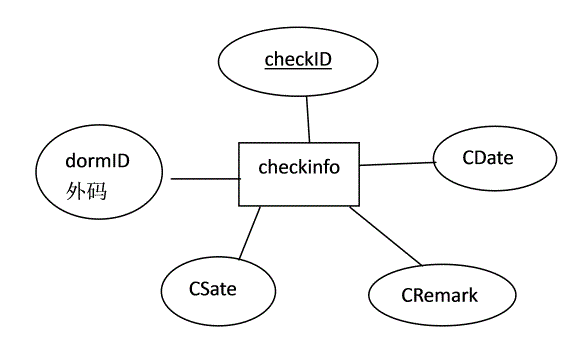 checkID
dormID
外码
checkinfo
CDate
CSate
CRemark